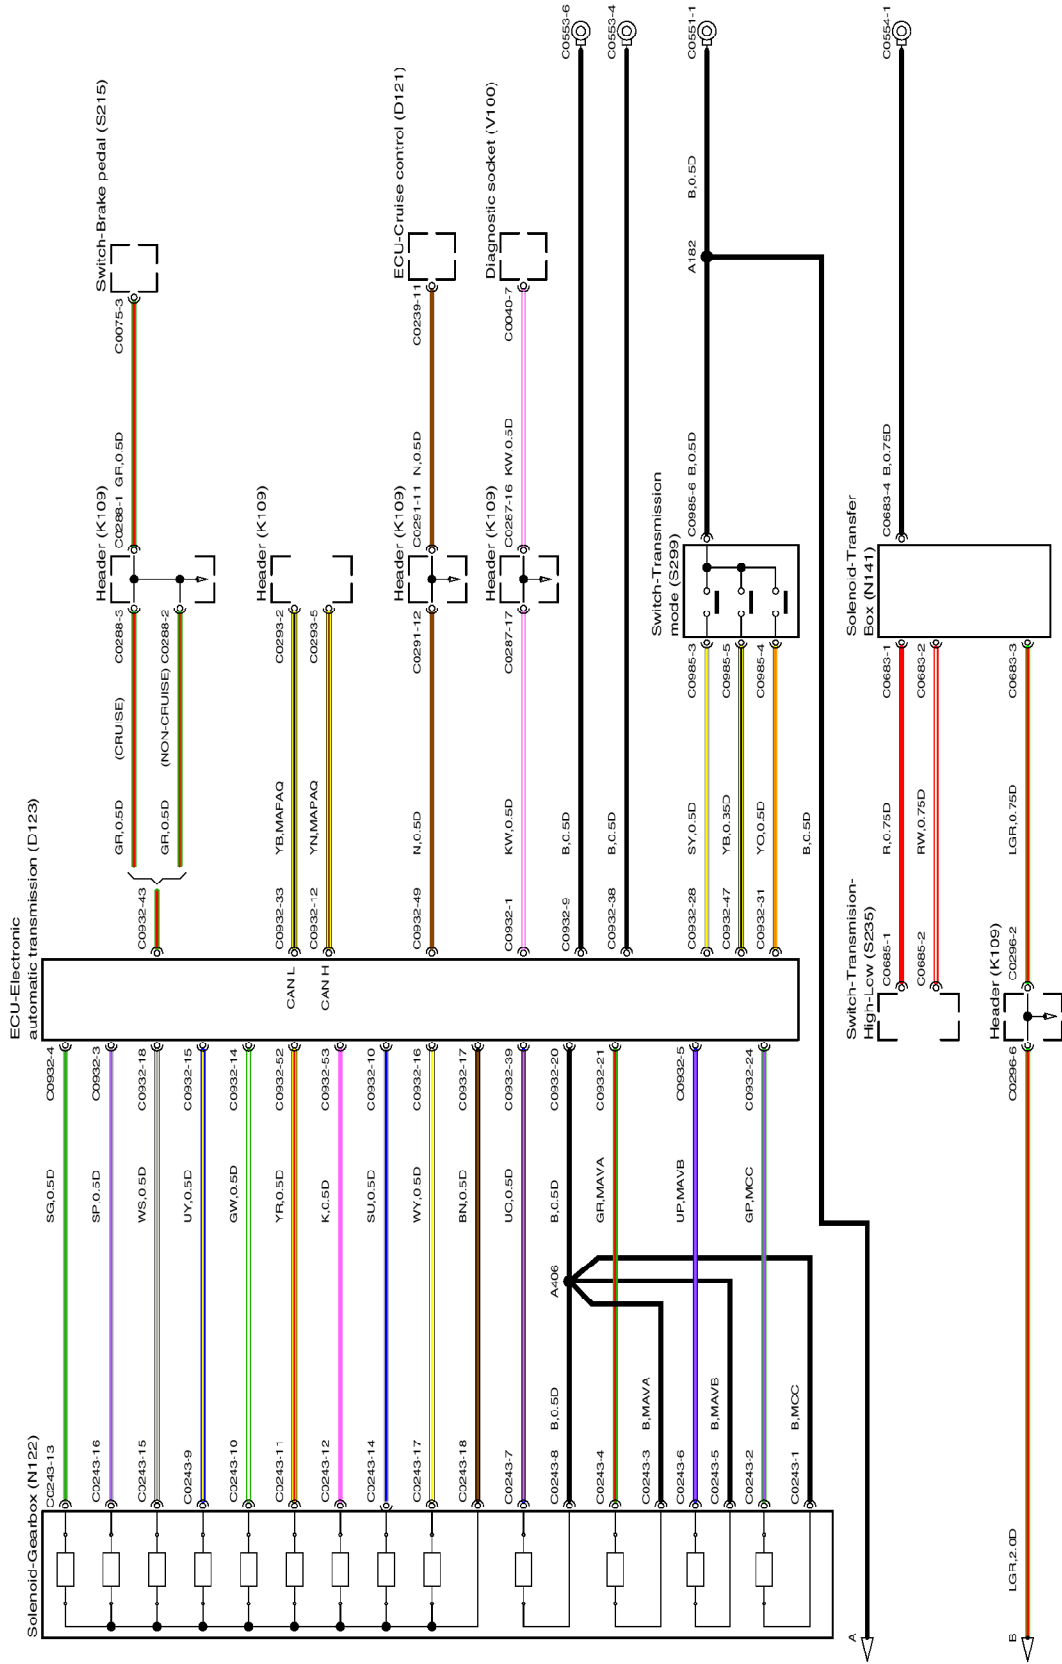 C0553-6
C0553-4
C0551-1
C0554-1
Switch-Brake pedal (S215)
ECU-Cruise control (D121)
Diagnostic socket (V100)
C0075-3
C0239-11
C0040-7
B,0.5D
A182
GR,0.5D
N,0.5D
KW,0.5D
B,0.5D
B,0.75D
C0288-1
C0291-11
C0287-16
C0985-6
C0683-4
Header (K109)
Header (K109)
Header (K109)
Header (K109)
Switch-Transmission
mode (S299)
Solenoid-Transfer
Box (N141)
C0288-3
C0288-2
C0293-2
C0293-5
C0291-12
C0287-17
C0985-3
C0985-5
C0985-4
C0683-1
C0683-2
C0683-3
(CRUISE)
(NON-CRUISE)
GR,0.5D
GR,0.5D
YB,MAFAQ
YN,MAFAQ
N,0.5D
KW,0.5D
B,0.5D
B,0.5D
SY,0.5D
YB,0.35D
YO,0.5D
B,0.5D
R,0.75D
RW,0.75D
LGR,0.75D
C0932-43
C0932-33
C0932-12
C0932-49
C0932-1
C0932-9
C0932-38
C0932-28
C0932-47
C0932-31
C0685-1
C0685-2
C0296-2
ECU-Electronic
automatic transmission (D123)
CAN L
CAN H
Switch-Transmision-
High-Low (S235)
Header (K109)
C0932-4
C0932-3
C0932-18
C0932-15
C0932-14
C0932-52
C0932-53
C0932-10
C0932-16
C0932-17
C0932-39
C0932-20
C0932-21
C0932-5
C0932-24
C0296-6
SG,0.5D
SP,0.5D
WS,0.5D
UY,0.5D
GW,0.5D
YR,0.5D
K,0.5D
SU,0.5D
WY,0.5D
BN,0.5D
UC,0.5D
B,0.5D
GR,MAVA
UP,MAVB
GP,MCC
A406
B,0.5D
B,MAVA
B,MAVB
B,MCC
C0243-13
C0243-16
C0243-15
C0243-9
C0243-10
C0243-11
C0243-12
C0243-14
C0243-17
C0243-18
C0243-7
C0243-8
C0243-4
C0243-3
C0243-6
C0243-5
C0243-2
C0243-1
Solenoid-Gearbox (N122)
LGR,2.0D
A
B